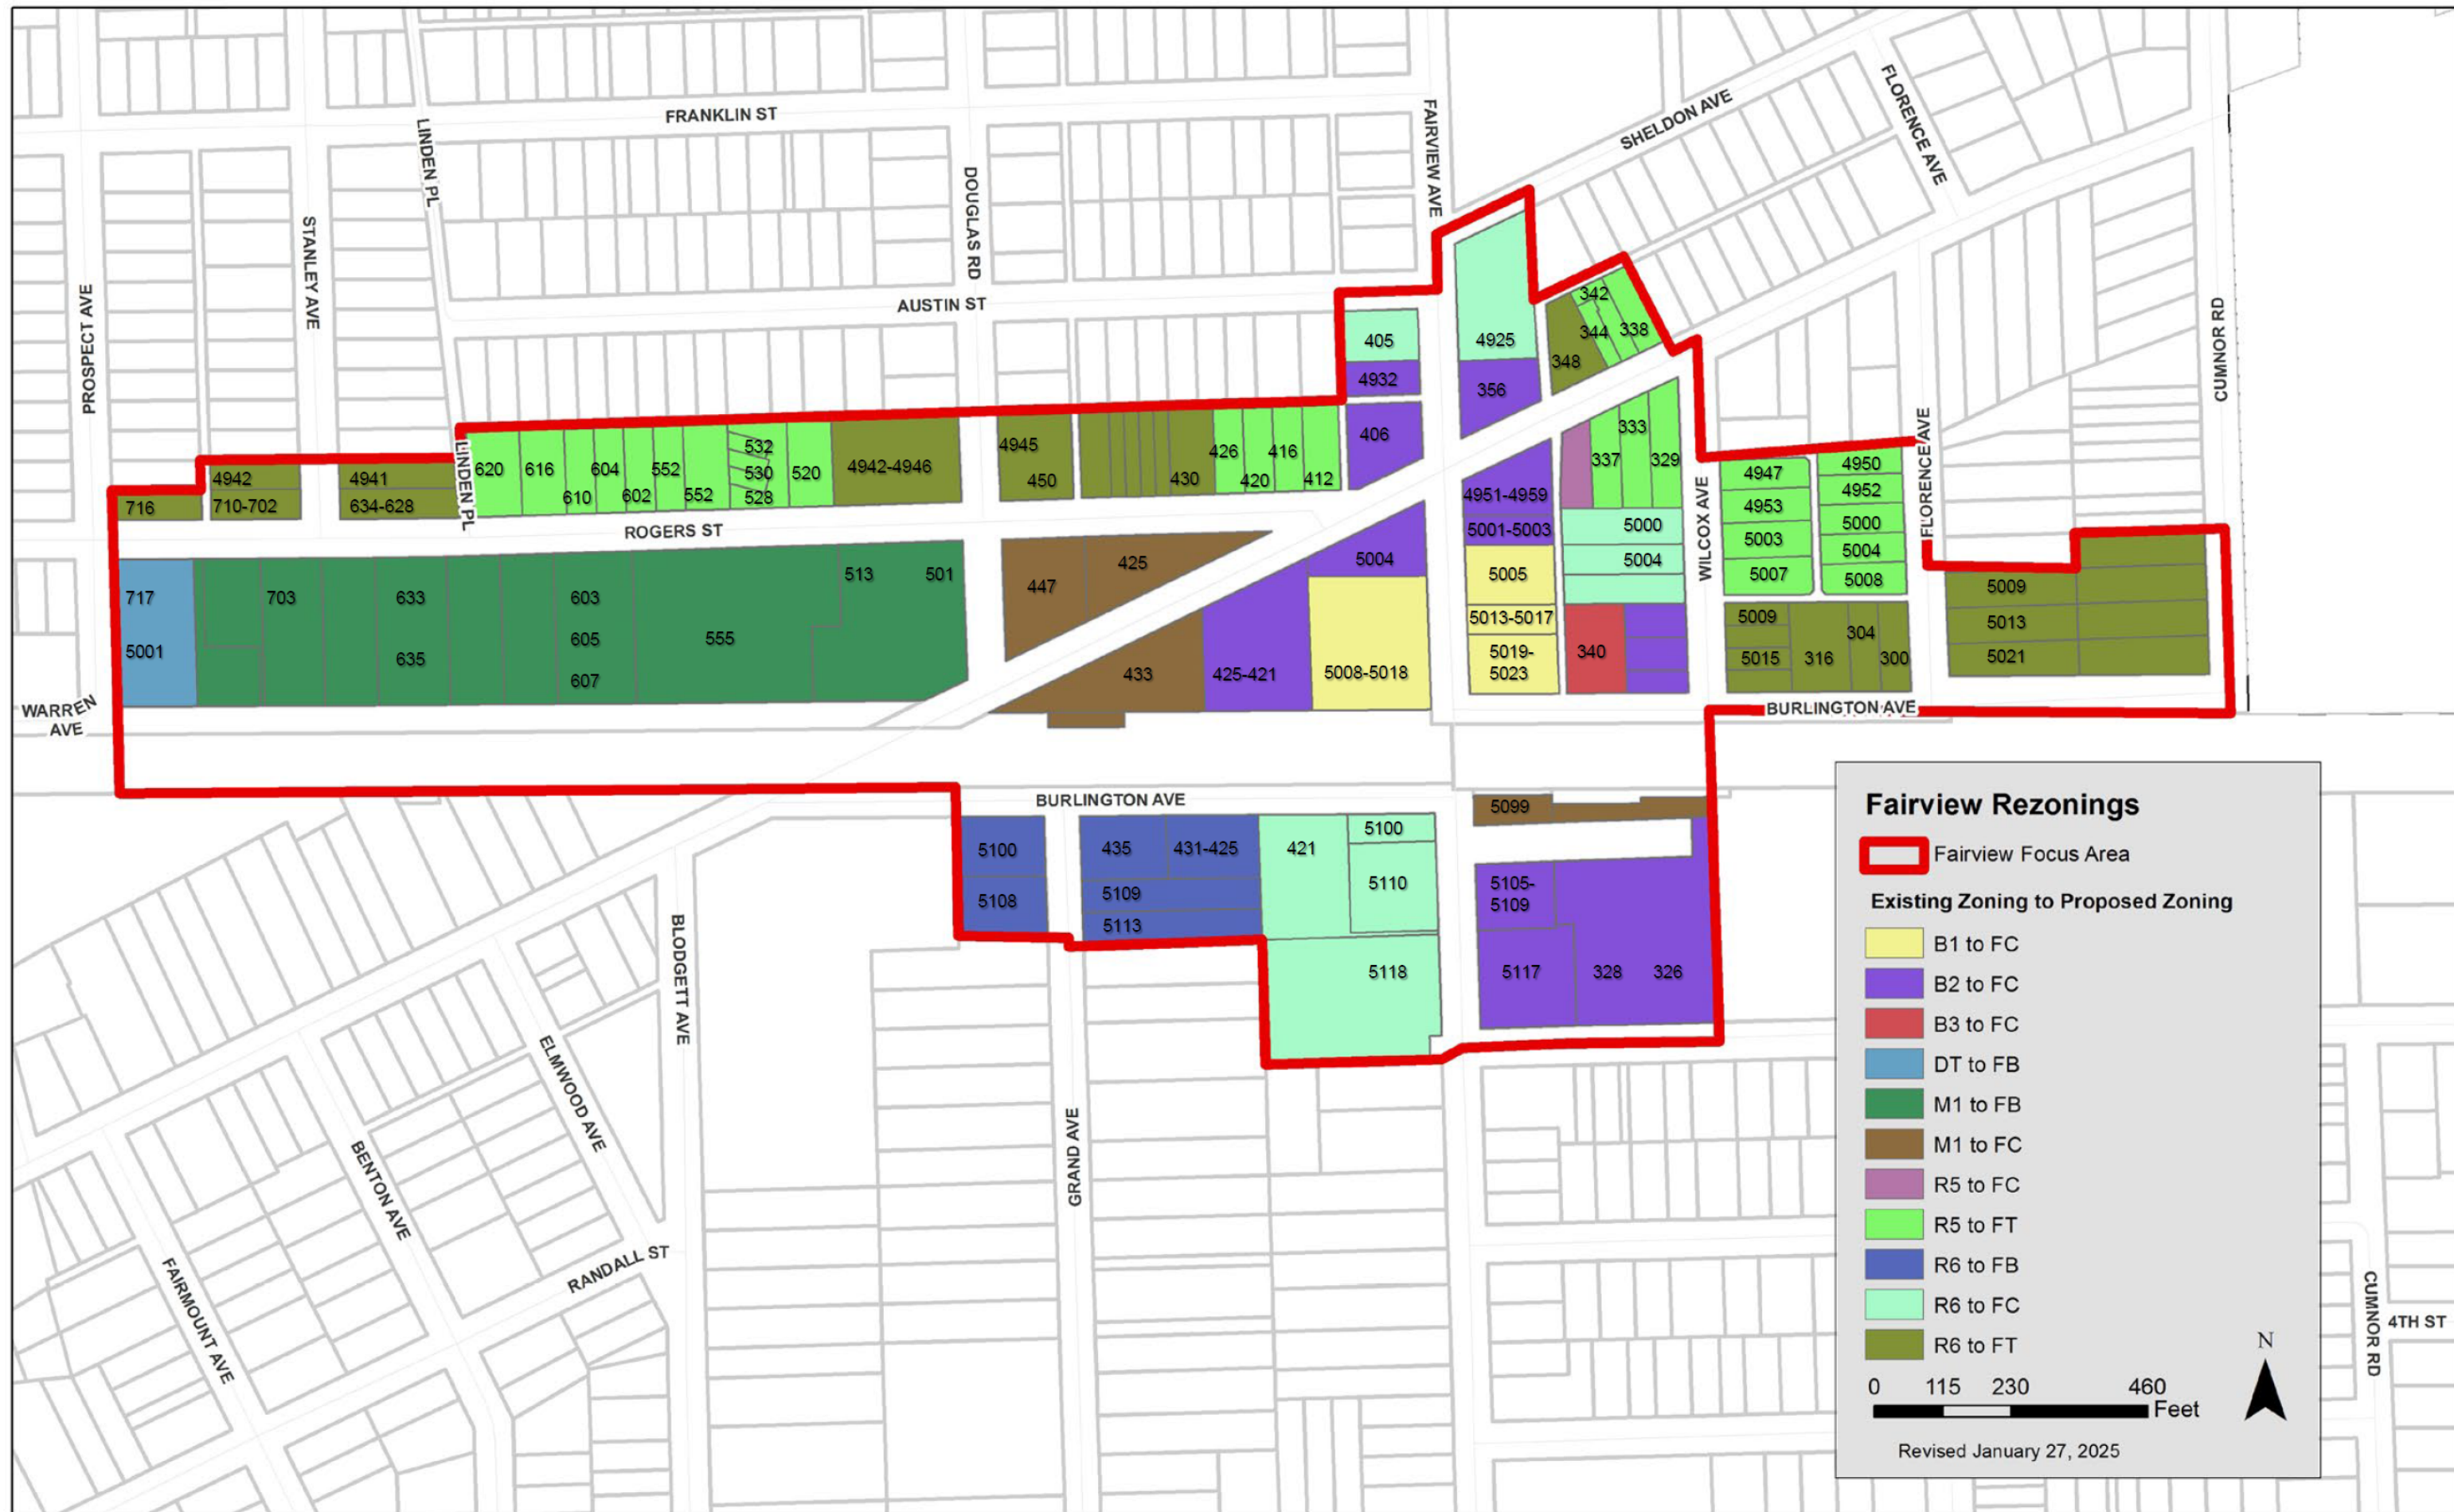 FRANKLIN ST
LINDEN PL
DOUGLAS RD
FAIRVIEW AVE
SHELDON AVE
FLORENCE AVE
STANLEY AVE
PROSPECT AVE
AUSTIN ST
CUMNOR RD
342
344
338
348
405
4925
4932
356
406
333
337
329
4945
450
430
426
420
416
412
532
530
528
620
616
610
604
602
552
552
520
4942-4946
4942
710-702
4941
634-628
716
LINDEN PL
ROGERS ST
4951-4959
5001-5003
5000
5004
WILCOX AVE
4947
4953
5003
5007
4950
4952
5000
5004
5008
FLORENCE AVE
717
5001
703
633
635
603
605
607
555
513
501
447
425
5004
433
425-421
5008-5018
5005
5013-5017
5019-
5023
340
5009
5015
316
304
300
5009
5013
5021
WARREN
AVE
BURLINGTON AVE
BURLINGTON AVE
5099
5100
5108
435
431-425
5109
5113
421
5100
5110
5118
5105-
5109
5117
328
326
BLODGETT AVE
ELMWOOD AVE
BENTON AVE
FAIRMOUNT AVE
RANDALL ST
GRAND AVE
CUMNOR RD
4TH ST
Fairview Rezonings
Fairview Focus Area
Existing Zoning to Proposed Zoning
B1 to FC
B2 to FC
B3 to FC
DT to FB
M1 to FB
M1 to FC
R5 to FC
R5 to FT
R6 to FB
R6 to FC
R6 to FT
N
0 115 230 460
Feet
Revised January 27, 2025